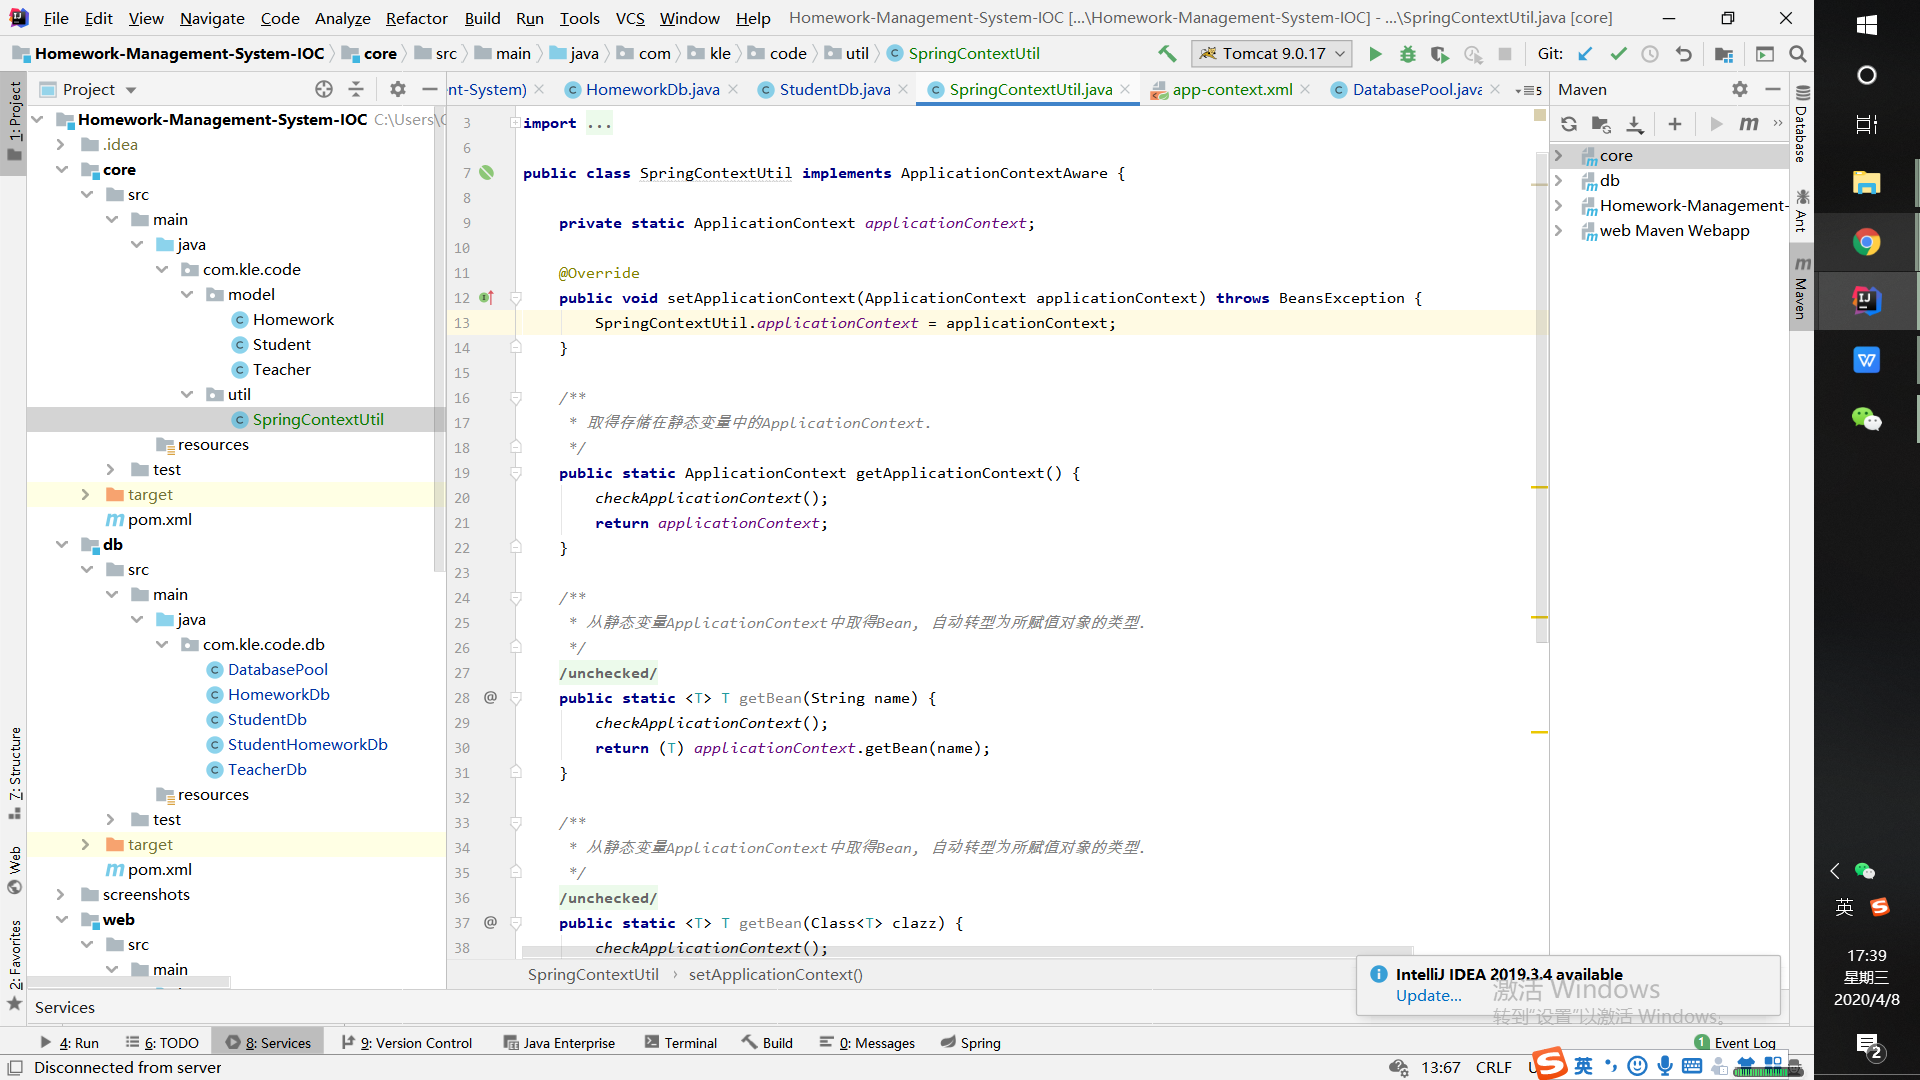 File Edit View Navigate Code Analyze Refactor Build Run Tools VCS Window Help Homework-Management-System-IOC [...\Homework-Management-System-IOC] - ...\SpringContextUtil.java [core]
Homework-Management-System-IOC core src main java com kle code util SpringContextUtil Tomcat 9.0.17 Git:
Project
nt-System) HomeworkDb.java StudentDb.java SpringContextUtil.java app-context.xml DatabasePool.java 5
Maven
1: Project
Homework-Management-System-IOC C:\Users\
.idea
core
src
main
java
com.kle.code
model
Homework
Student
Teacher
util
SpringContextUtil
resources
test
target
pom.xml
db
src
main
java
com.kle.code.db
DatabasePool
HomeworkDb
StudentDb
StudentHomeworkDb
TeacherDb
resources
test
target
pom.xml
screenshots
web
src
main
7: Structure
Web
2: Favorites
3 import ...
6
7 public class SpringContextUtil implements ApplicationContextAware {
8
9 private static ApplicationContext applicationContext;
10
11 @Override
12 public void setApplicationContext(ApplicationContext applicationContext) throws BeansException {
13 SpringContextUtil.applicationContext = applicationContext;
14 }
15
16 /**
17 * 取得存储在静态变量中的ApplicationContext.
18 */
19 public static ApplicationContext getApplicationContext() {
20 checkApplicationContext();
21 return applicationContext;
22 }
23
24 /**
25 * 从静态变量ApplicationContext中取得Bean, 自动转型为所赋值对象的类型.
26 */
27 /unchecked/
28 @ public static <T> T getBean(String name) {
29 checkApplicationContext();
30 return (T) applicationContext.getBean(name);
31 }
32
33 /**
34 * 从静态变量ApplicationContext中取得Bean, 自动转型为所赋值对象的类型.
35 */
36 /unchecked/
37 @ public static <T> T getBean(Class<T> clazz) {
38 checkApplicationContext();
SpringContextUtil › setApplicationContext()
core
db
Homework-Management-
web Maven Webapp
Database
Ant
Maven
IntelliJ IDEA 2019.3.4 available
Update...
激活 Windows
转到"设置"以激活 Windows。
Services
4: Run 6: TODO 8: Services 9: Version Control Java Enterprise Terminal Build 0: Messages Spring 1 Event Log
Disconnected from server 13:67 CRLF U
英
英
17:39
星期三
2020/4/8
2